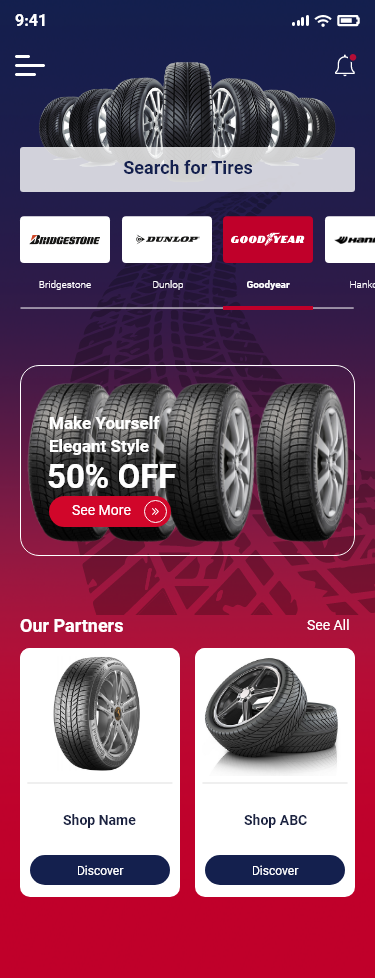 9:41
Search for Tires
BRIDGESTONE
DUNLOP
GOODYEAR
Bridgestone
Dunlop
Goodyear
Make Yourself
Elegant Style
50% OFF
See More
Our Partners
See All
Shop Name
Shop ABC
Discover
Discover